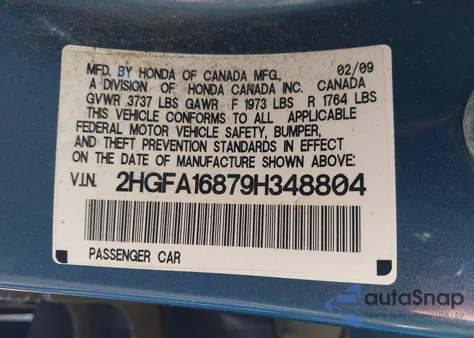 MFD. BY HONDA OF CANADA MFG., 02/09
A DIVISION OF HONDA CANADA INC. CANADA
GVWR 3737 LBS GAWR F 1973 LBS R 1764 LBS
THIS VEHICLE CONFORMS TO ALL APPLICABLE
FEDERAL MOTOR VEHICLE SAFETY, BUMPER,
AND THEFT PREVENTION STANDARDS IN EFFECT
ON THE DATE OF MANUFACTURE SHOWN ABOVE:
V.I.N. 2HGFA16879H348804
PASSENGER CAR
autoSnap